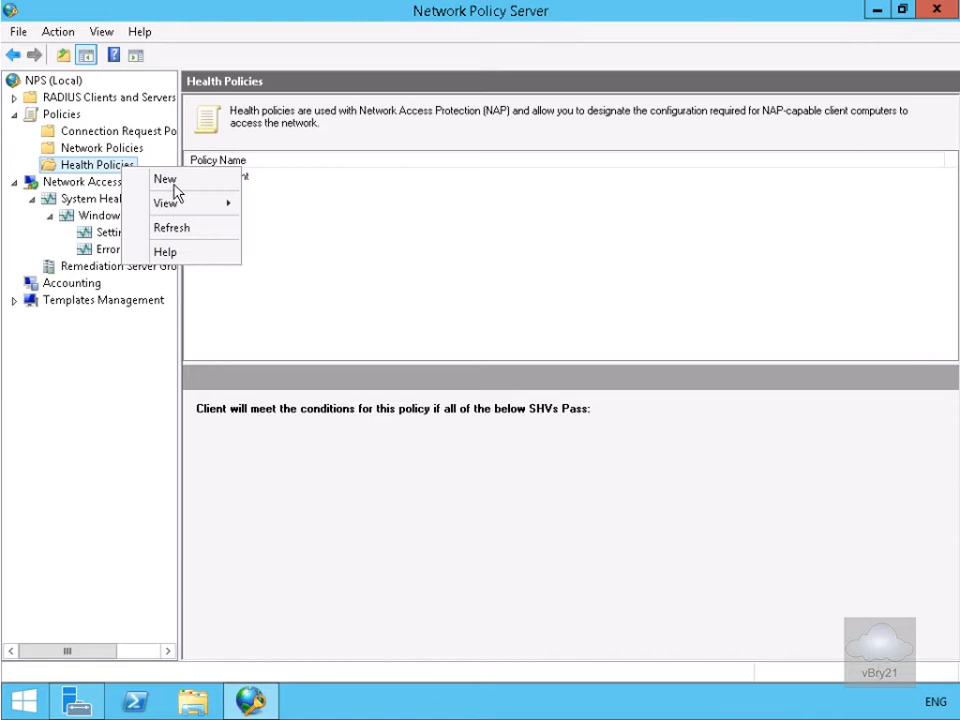 Network Policy Server
File Action View Help
NPS (Local)
RADIUS Clients and Servers
Policies
Connection Request Po
Network Policies
Health Policies
Network Access
System Heal
Window
Settin
Error
Remediation Server Gro
Accounting
Templates Management
New
View
Refresh
Help
Health Policies
Health policies are used with Network Access Protection (NAP) and allow you to designate the configuration required for NAP-capable client computers to
access the network.
Policy Name
nt
Client will meet the conditions for this policy if all of the below SHVs Pass:
vBry21
ENG